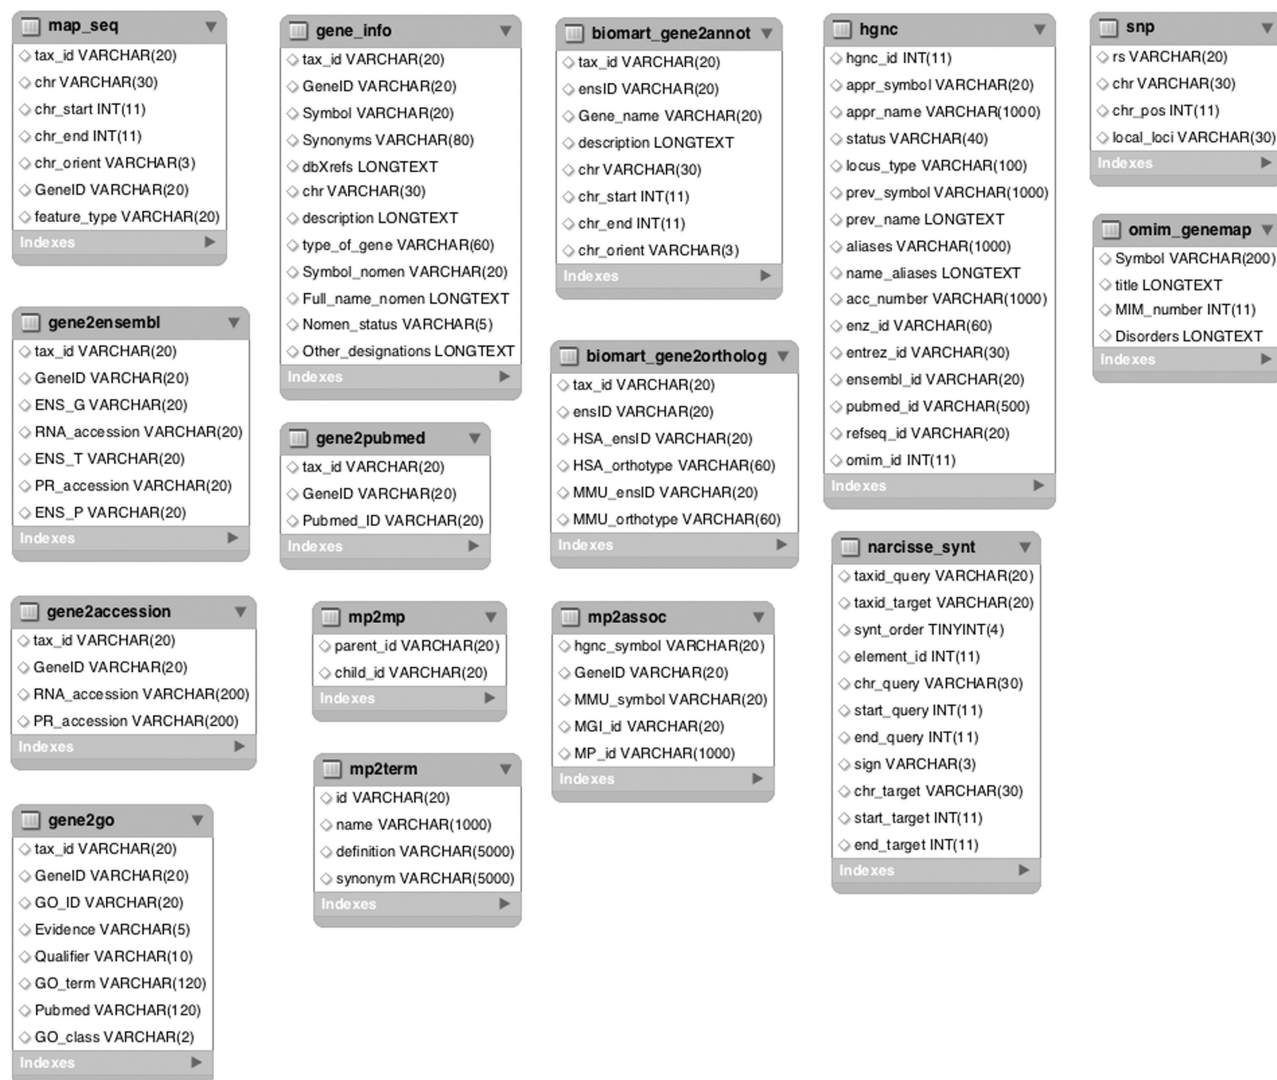 map_seq
tax_id VARCHAR(20)
chr VARCHAR(30)
chr_start INT(11)
chr_end INT(11)
chr_orient VARCHAR(3)
GeneID VARCHAR(20)
feature_type VARCHAR(20)
Indexes
gene2ensembl
tax_id VARCHAR(20)
GeneID VARCHAR(20)
ENS_G VARCHAR(20)
RNA_accession VARCHAR(20)
ENS_T VARCHAR(20)
PR_accession VARCHAR(20)
ENS_P VARCHAR(20)
Indexes
gene2accession
tax_id VARCHAR(20)
GeneID VARCHAR(20)
RNA_accession VARCHAR(200)
PR_accession VARCHAR(200)
Indexes
gene2go
tax_id VARCHAR(20)
GeneID VARCHAR(20)
GO_ID VARCHAR(20)
Evidence VARCHAR(5)
Qualifier VARCHAR(10)
GO_term VARCHAR(120)
Pubmed VARCHAR(120)
GO_class VARCHAR(2)
Indexes
gene_info
tax_id VARCHAR(20)
GeneID VARCHAR(20)
Symbol VARCHAR(20)
Synonyms VARCHAR(80)
dbXrefs LONGTEXT
chr VARCHAR(30)
description LONGTEXT
type_of_gene VARCHAR(60)
Symbol_nomen VARCHAR(20)
Full_name_nomen LONGTEXT
Nomen_status VARCHAR(5)
Other_designations LONGTEXT
Indexes
gene2pubmed
tax_id VARCHAR(20)
GeneID VARCHAR(20)
Pubmed_ID VARCHAR(20)
Indexes
mp2mp
parent_id VARCHAR(20)
child_id VARCHAR(20)
Indexes
mp2term
id VARCHAR(20)
name VARCHAR(1000)
definition VARCHAR(5000)
synonym VARCHAR(5000)
Indexes
biomart_gene2annot
tax_id VARCHAR(20)
ensID VARCHAR(20)
Gene_name VARCHAR(20)
description LONGTEXT
chr VARCHAR(30)
chr_start INT(11)
chr_end INT(11)
chr_orient VARCHAR(3)
Indexes
biomart_gene2ortholog
tax_id VARCHAR(20)
ensID VARCHAR(20)
HSA_ensID VARCHAR(20)
HSA_orthotype VARCHAR(60)
MMU_ensID VARCHAR(20)
MMU_orthotype VARCHAR(60)
Indexes
mp2assoc
hgnc_symbol VARCHAR(20)
GeneID VARCHAR(20)
MMU_symbol VARCHAR(20)
MGI_id VARCHAR(20)
MP_id VARCHAR(1000)
Indexes
hgnc
hgnc_id INT(11)
appr_symbol VARCHAR(20)
appr_name VARCHAR(1000)
status VARCHAR(40)
locus_type VARCHAR(100)
prev_symbol VARCHAR(1000)
prev_name LONGTEXT
aliases VARCHAR(1000)
name_aliases LONGTEXT
acc_number VARCHAR(1000)
enz_id VARCHAR(60)
entrez_id VARCHAR(30)
ensembl_id VARCHAR(20)
pubmed_id VARCHAR(500)
refseq_id VARCHAR(20)
omim_id INT(11)
Indexes
narcisse_synt
taxid_query VARCHAR(20)
taxid_target VARCHAR(20)
synt_order TINYINT(4)
element_id INT(11)
chr_query VARCHAR(30)
start_query INT(11)
end_query INT(11)
sign VARCHAR(3)
chr_target VARCHAR(30)
start_target INT(11)
end_target INT(11)
Indexes
snp
rs VARCHAR(20)
chr VARCHAR(30)
chr_pos INT(11)
local_loci VARCHAR(30)
Indexes
omim_genemap
Symbol VARCHAR(200)
title LONGTEXT
MIM_number INT(11)
Disorders LONGTEXT
Indexes